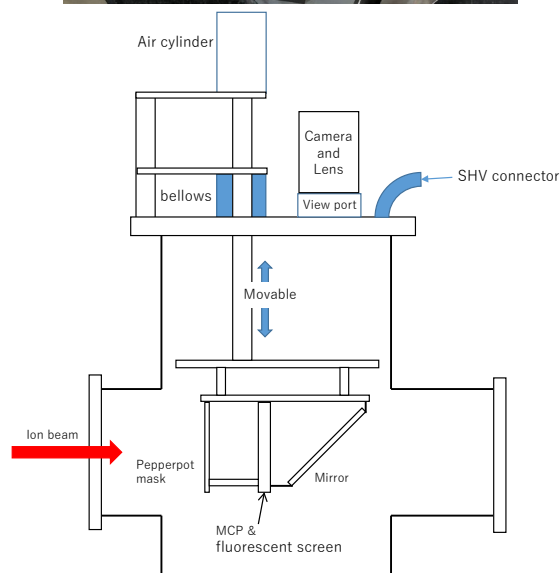 Air cylinder
Camera
and
Lens
SHV connector
bellows
View port
Movable
Ion beam
Pepperpot
mask
Mirror
MCP &
fluorescent screen